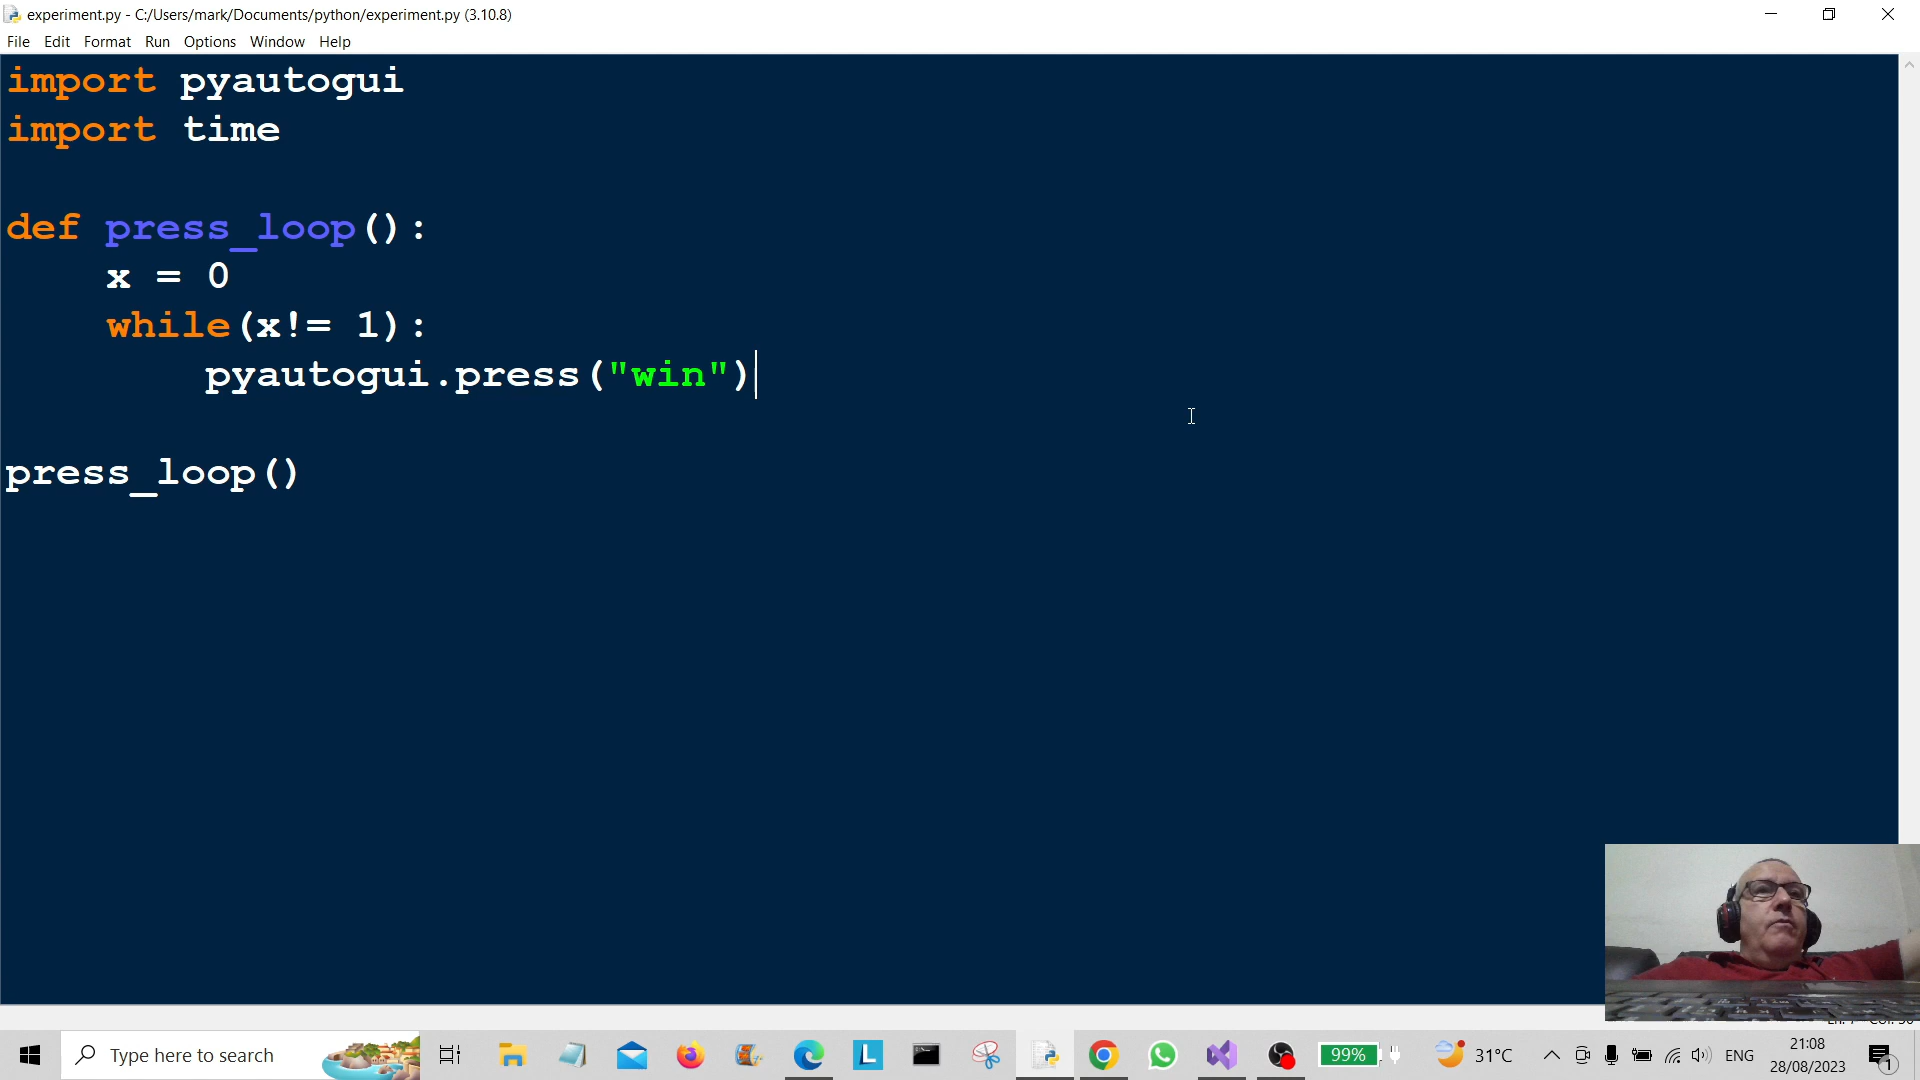 experiment.py - C:/Users/mark/Documents/python/experiment.py (3.10.8)
File Edit Format Run Options Window Help
import pyautogui
import time
def press_loop():
x = 0
while(x!= 1):
pyautogui.press("win")
press_loop()
Type here to search
L
99%
31°C
ENG
21:08
28/08/2023
1